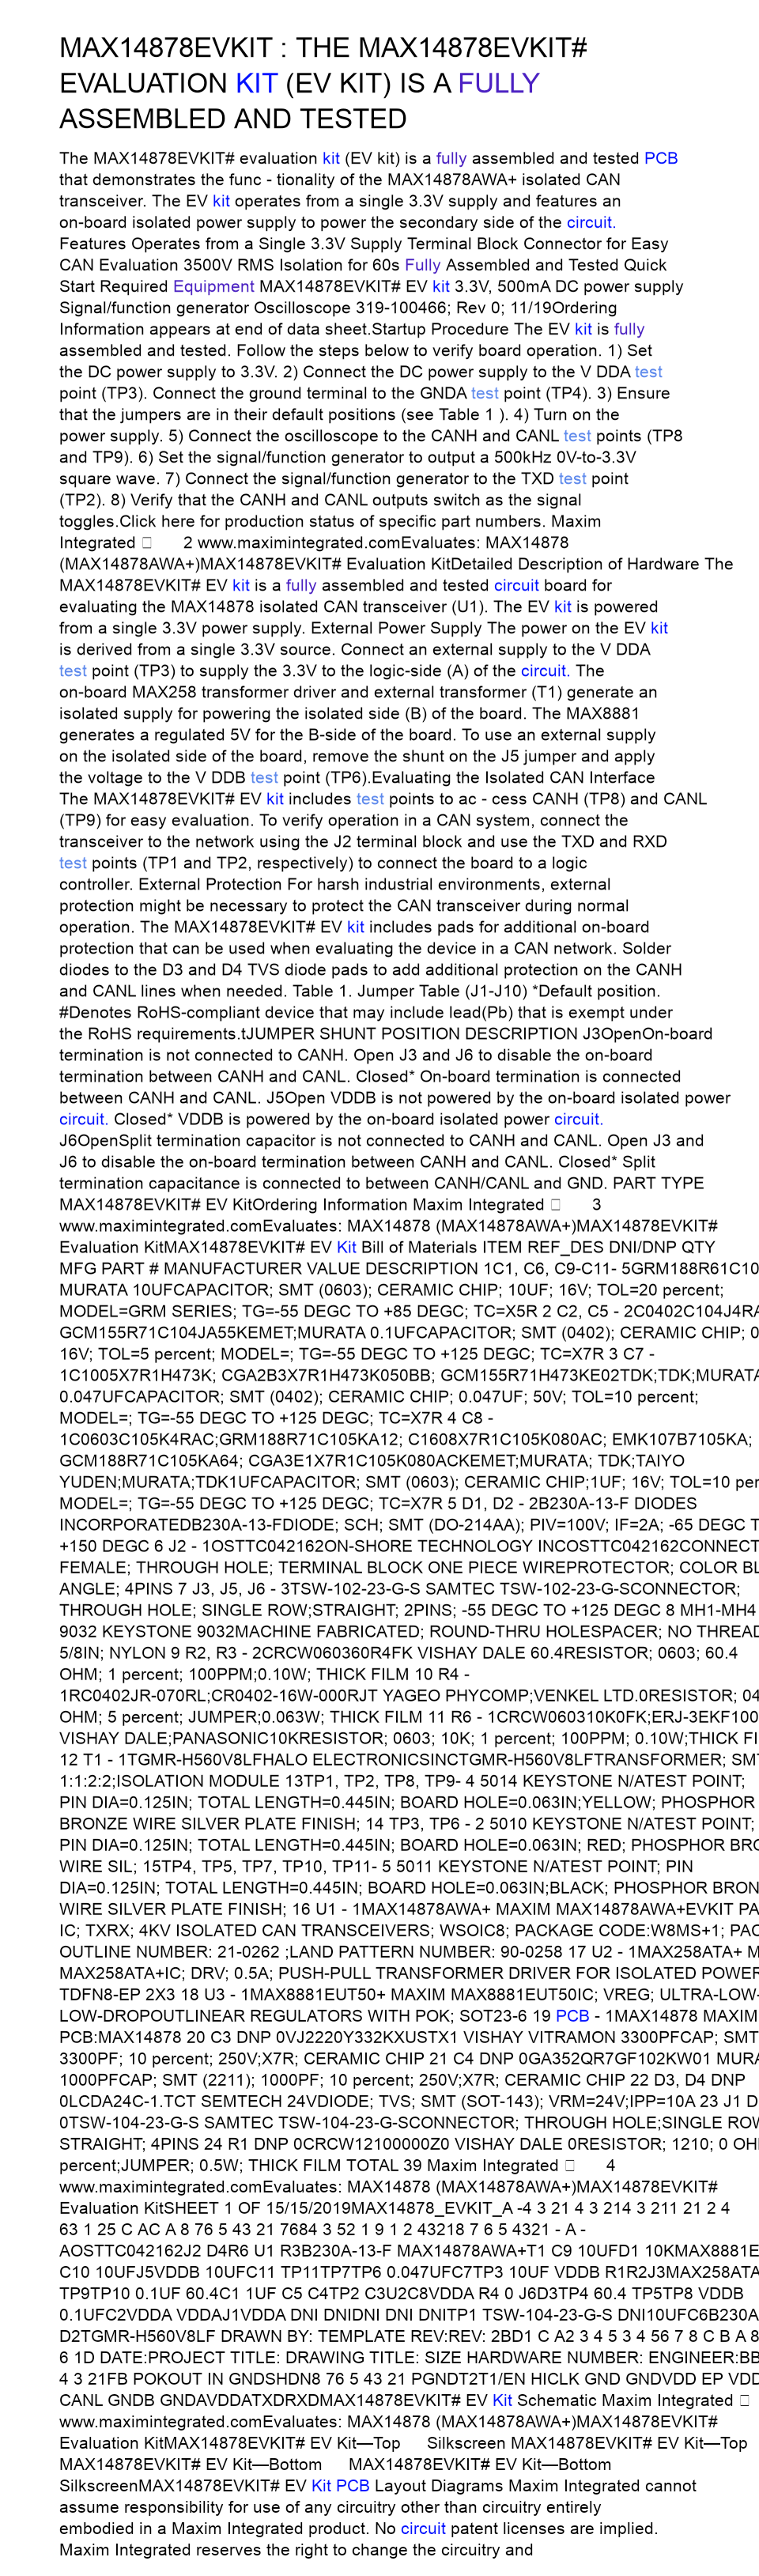 MAX14878EVKIT : THE MAX14878EVKIT#
EVALUATION KIT (EV KIT) IS A FULLY
ASSEMBLED AND TESTED
The MAX14878EVKIT# evaluation kit (EV kit) is a fully assembled and tested PCB
that demonstrates the func - tionality of the MAX14878AWA+ isolated CAN
transceiver. The EV kit operates from a single 3.3V supply and features an
on-board isolated power supply to power the secondary side of the circuit.
Features Operates from a Single 3.3V Supply Terminal Block Connector for Easy
CAN Evaluation 3500V RMS Isolation for 60s Fully Assembled and Tested Quick
Start Required Equipment MAX14878EVKIT# EV kit 3.3V, 500mA DC power supply
Signal/function generator Oscilloscope 319-100466; Rev 0; 11/19Ordering
Information appears at end of data sheet.Startup Procedure The EV kit is fully
assembled and tested. Follow the steps below to verify board operation. 1) Set
the DC power supply to 3.3V. 2) Connect the DC power supply to the V DDA test
point (TP3). Connect the ground terminal to the GNDA test point (TP4). 3) Ensure
that the jumpers are in their default positions (see Table 1 ). 4) Turn on the
power supply. 5) Connect the oscilloscope to the CANH and CANL test points (TP8
and TP9). 6) Set the signal/function generator to output a 500kHz 0V-to-3.3V
square wave. 7) Connect the signal/function generator to the TXD test point
(TP2). 8) Verify that the CANH and CANL outputs switch as the signal
toggles.Click here for production status of specific part numbers. Maxim
Integrated 2 www.maximintegrated.comEvaluates: MAX14878
(MAX14878AWA+)MAX14878EVKIT# Evaluation KitDetailed Description of Hardware The
MAX14878EVKIT# EV kit is a fully assembled and tested circuit board for
evaluating the MAX14878 isolated CAN transceiver (U1). The EV kit is powered
from a single 3.3V power supply. External Power Supply The power on the EV kit
is derived from a single 3.3V source. Connect an external supply to the V DDA
test point (TP3) to supply the 3.3V to the logic-side (A) of the circuit. The
on-board MAX258 transformer driver and external transformer (T1) generate an
isolated supply for powering the isolated side (B) of the board. The MAX8881
generates a regulated 5V for the B-side of the board. To use an external supply
on the isolated side of the board, remove the shunt on the J5 jumper and apply
the voltage to the V DDB test point (TP6).Evaluating the Isolated CAN Interface
The MAX14878EVKIT# EV kit includes test points to ac - cess CANH (TP8) and CANL
(TP9) for easy evaluation. To verify operation in a CAN system, connect the
transceiver to the network using the J2 terminal block and use the TXD and RXD
test points (TP1 and TP2, respectively) to connect the board to a logic
controller. External Protection For harsh industrial environments, external
protection might be necessary to protect the CAN transceiver during normal
operation. The MAX14878EVKIT# EV kit includes pads for additional on-board
protection that can be used when evaluating the device in a CAN network. Solder
diodes to the D3 and D4 TVS diode pads to add additional protection on the CANH
and CANL lines when needed. Table 1. Jumper Table (J1-J10) *Default position.
#Denotes RoHS-compliant device that may include lead(Pb) that is exempt under
the RoHS requirements.tJUMPER SHUNT POSITION DESCRIPTION J3OpenOn-board
termination is not connected to CANH. Open J3 and J6 to disable the on-board
termination between CANH and CANL. Closed* On-board termination is connected
between CANH and CANL. J5Open VDDB is not powered by the on-board isolated power
circuit. Closed* VDDB is powered by the on-board isolated power circuit.
J6OpenSplit termination capacitor is not connected to CANH and CANL. Open J3 and
J6 to disable the on-board termination between CANH and CANL. Closed* Split
termination capacitance is connected to between CANH/CANL and GND. PART TYPE
MAX14878EVKIT# EV KitOrdering Information Maxim Integrated 3
www.maximintegrated.comEvaluates: MAX14878 (MAX14878AWA+)MAX14878EVKIT#
Evaluation KitMAX14878EVKIT# EV Kit Bill of Materials ITEM REF_DES DNI/DNP QTY
MFG PART # MANUFACTURER VALUE DESCRIPTION 1C1, C6, C9-C11- 5GRM188R61C10
MURATA 10UFCAPACITOR; SMT (0603); CERAMIC CHIP; 10UF; 16V; TOL=20 percent;
MODEL=GRM SERIES; TG=-55 DEGC TO +85 DEGC; TC=X5R 2 C2, C5 - 2C0402C104J4RA
GCM155R71C104JA55KEMET;MURATA 0.1UFCAPACITOR; SMT (0402); CERAMIC CHIP; 0
16V; TOL=5 percent; MODEL=; TG=-55 DEGC TO +125 DEGC; TC=X7R 3 C7 -
1C1005X7R1H473K; CGA2B3X7R1H473K050BB; GCM155R71H473KE02TDK;TDK;MURATA
0.047UFCAPACITOR; SMT (0402); CERAMIC CHIP; 0.047UF; 50V; TOL=10 percent;
MODEL=; TG=-55 DEGC TO +125 DEGC; TC=X7R 4 C8 -
1C0603C105K4RAC;GRM188R71C105KA12; C1608X7R1C105K080AC; EMK107B7105KA;
GCM188R71C105KA64; CGA3E1X7R1C105K080ACKEMET;MURATA; TDK;TAIYO
YUDEN;MURATA;TDK1UFCAPACITOR; SMT (0603); CERAMIC CHIP;1UF; 16V; TOL=10 per
MODEL=; TG=-55 DEGC TO +125 DEGC; TC=X7R 5 D1, D2 - 2B230A-13-F DIODES
INCORPORATEDB230A-13-FDIODE; SCH; SMT (DO-214AA); PIV=100V; IF=2A; -65 DEGC T
+150 DEGC 6 J2 - 1OSTTC042162ON-SHORE TECHNOLOGY INCOSTTC042162CONNECT
FEMALE; THROUGH HOLE; TERMINAL BLOCK ONE PIECE WIREPROTECTOR; COLOR BL
ANGLE; 4PINS 7 J3, J5, J6 - 3TSW-102-23-G-S SAMTEC TSW-102-23-G-SCONNECTOR;
THROUGH HOLE; SINGLE ROW;STRAIGHT; 2PINS; -55 DEGC TO +125 DEGC 8 MH1-MH4
9032 KEYSTONE 9032MACHINE FABRICATED; ROUND-THRU HOLESPACER; NO THREAD
5/8IN; NYLON 9 R2, R3 - 2CRCW060360R4FK VISHAY DALE 60.4RESISTOR; 0603; 60.4
OHM; 1 percent; 100PPM;0.10W; THICK FILM 10 R4 -
1RC0402JR-070RL;CR0402-16W-000RJT YAGEO PHYCOMP;VENKEL LTD.0RESISTOR; 04
OHM; 5 percent; JUMPER;0.063W; THICK FILM 11 R6 - 1CRCW060310K0FK;ERJ-3EKF100
VISHAY DALE;PANASONIC10KRESISTOR; 0603; 10K; 1 percent; 100PPM; 0.10W;THICK FI
12 T1 - 1TGMR-H560V8LFHALO ELECTRONICSINCTGMR-H560V8LFTRANSFORMER; SMT
1:1:2:2;ISOLATION MODULE 13TP1, TP2, TP8, TP9- 4 5014 KEYSTONE N/ATEST POINT;
PIN DIA=0.125IN; TOTAL LENGTH=0.445IN; BOARD HOLE=0.063IN;YELLOW; PHOSPHOR
BRONZE WIRE SILVER PLATE FINISH; 14 TP3, TP6 - 2 5010 KEYSTONE N/ATEST POINT;
PIN DIA=0.125IN; TOTAL LENGTH=0.445IN; BOARD HOLE=0.063IN; RED; PHOSPHOR BRO
WIRE SIL; 15TP4, TP5, TP7, TP10, TP11- 5 5011 KEYSTONE N/ATEST POINT; PIN
DIA=0.125IN; TOTAL LENGTH=0.445IN; BOARD HOLE=0.063IN;BLACK; PHOSPHOR BRON
WIRE SILVER PLATE FINISH; 16 U1 - 1MAX14878AWA+ MAXIM MAX14878AWA+EVKIT PA
IC; TXRX; 4KV ISOLATED CAN TRANSCEIVERS; WSOIC8; PACKAGE CODE:W8MS+1; PAC
OUTLINE NUMBER: 21-0262 ;LAND PATTERN NUMBER: 90-0258 17 U2 - 1MAX258ATA+ M
MAX258ATA+IC; DRV; 0.5A; PUSH-PULL TRANSFORMER DRIVER FOR ISOLATED POWER
TDFN8-EP 2X3 18 U3 - 1MAX8881EUT50+ MAXIM MAX8881EUT50IC; VREG; ULTRA-LOW-
LOW-DROPOUTLINEAR REGULATORS WITH POK; SOT23-6 19 PCB - 1MAX14878 MAXIM
PCB:MAX14878 20 C3 DNP 0VJ2220Y332KXUSTX1 VISHAY VITRAMON 3300PFCAP; SMT
3300PF; 10 percent; 250V;X7R; CERAMIC CHIP 21 C4 DNP 0GA352QR7GF102KW01 MURA
1000PFCAP; SMT (2211); 1000PF; 10 percent; 250V;X7R; CERAMIC CHIP 22 D3, D4 DNP
0LCDA24C-1.TCT SEMTECH 24VDIODE; TVS; SMT (SOT-143); VRM=24V;IPP=10A 23 J1 D
0TSW-104-23-G-S SAMTEC TSW-104-23-G-SCONNECTOR; THROUGH HOLE;SINGLE ROW
STRAIGHT; 4PINS 24 R1 DNP 0CRCW12100000Z0 VISHAY DALE 0RESISTOR; 1210; 0 OHM
percent;JUMPER; 0.5W; THICK FILM TOTAL 39 Maxim Integrated 4
www.maximintegrated.comEvaluates: MAX14878 (MAX14878AWA+)MAX14878EVKIT#
Evaluation KitSHEET 1 OF 15/15/2019MAX14878_EVKIT_A -4 3 21 4 3 214 3 211 21 2 4
63 1 25 C AC A 8 76 5 43 21 7684 3 52 1 9 1 2 43218 7 6 5 4321 - A -
AOSTTC042162J2 D4R6 U1 R3B230A-13-F MAX14878AWA+T1 C9 10UFD1 10KMAX8881E
C10 10UFJ5VDDB 10UFC11 TP11TP7TP6 0.047UFC7TP3 10UF VDDB R1R2J3MAX258ATA
TP9TP10 0.1UF 60.4C1 1UF C5 C4TP2 C3U2C8VDDA R4 0 J6D3TP4 60.4 TP5TP8 VDDB
0.1UFC2VDDA VDDAJ1VDDA DNI DNIDNI DNI DNITP1 TSW-104-23-G-S DNI10UFC6B230A
D2TGMR-H560V8LF DRAWN BY: TEMPLATE REV:REV: 2BD1 C A2 3 4 5 3 4 56 7 8 C B A 8
6 1D DATE:PROJECT TITLE: DRAWING TITLE: SIZE HARDWARE NUMBER: ENGINEER:BB
4 3 21FB POKOUT IN GNDSHDN8 76 5 43 21 PGNDT2T1/EN HICLK GND GNDVDD EP VDD
CANL GNDB GNDAVDDATXDRXDMAX14878EVKIT# EV Kit Schematic Maxim Integrated
www.maximintegrated.comEvaluates: MAX14878 (MAX14878AWA+)MAX14878EVKIT#
Evaluation KitMAX14878EVKIT# EV Kit—Top Silkscreen MAX14878EVKIT# EV Kit—Top
MAX14878EVKIT# EV Kit—Bottom MAX14878EVKIT# EV Kit—Bottom
SilkscreenMAX14878EVKIT# EV Kit PCB Layout Diagrams Maxim Integrated cannot
assume responsibility for use of any circuitry other than circuitry entirely
embodied in a Maxim Integrated product. No circuit patent licenses are implied.
Maxim Integrated reserves the right to change the circuitry and